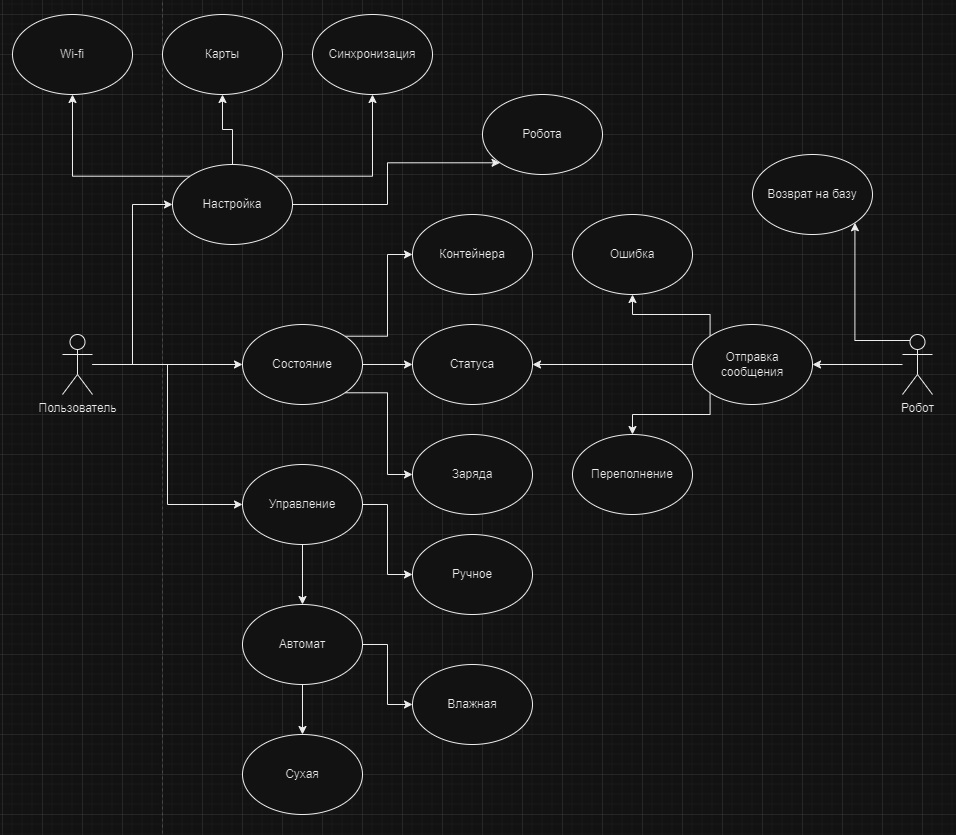 Wi-fi
Карты
Синхронизация
Робота
Возврат на базу
Настройка
Контейнера
Ошибка
Состояние
Статуса
Отправка
сообщения
Пользователь
Робот
Заряда
Переполнение
Управление
Ручное
Автомат
Влажная
Сухая